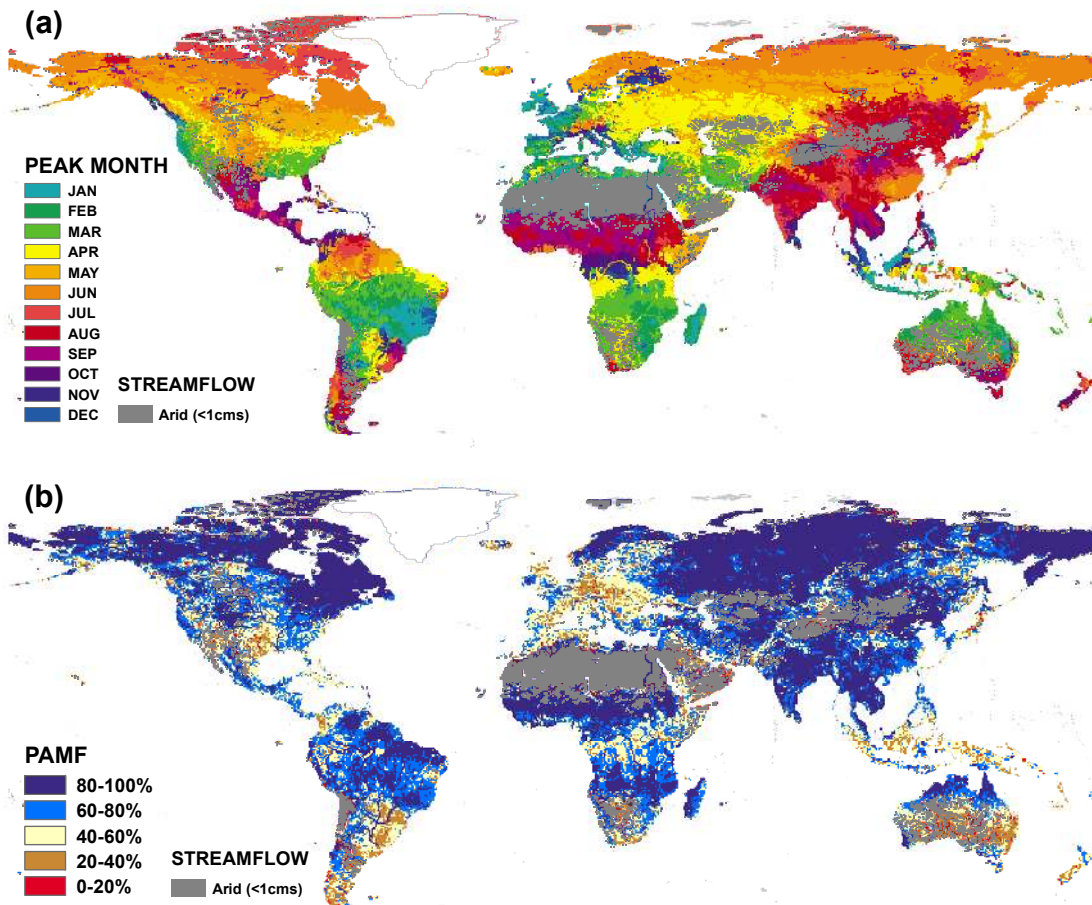 (a)
PEAK MONTH
JAN
FEB
MAR
APR
MAY
JUN
JUL
AUG
SEP
OCT
NOV
DEC
STREAMFLOW
Arid (<1cms)
(b)
PAMF
80-100%
60-80%
40-60%
20-40%
0-20%
STREAMFLOW
Arid (<1cms)